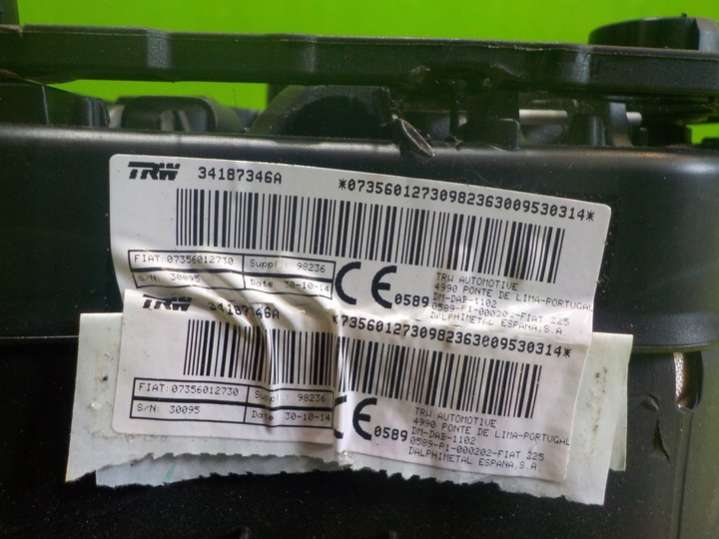 TRW 34187346A *07356012730982363009530314*
FIAT:07356012730 Suppl: 98236
S/N: 30095 Date: 30-10-14
CE 0589
TRW AUTOMOTIVE
4990 PONTE DE LIMA-PORTUGAL
DM-DAB-1102
0589-P1-000202-FIAT 225
DALPHIMETAL ESPANA,S.A
TRW 34187346A *07356012730982363009530314*
FIAT:07356012730 Suppl: 98236
S/N: 30095 Date: 30-10-14
CE 0589
TRW AUTOMOTIVE
4990 PONTE DE LIMA-PORTUGAL
DM-DAB-1102
0589-P1-000202-FIAT 225
DALPHIMETAL ESPANA,S.A